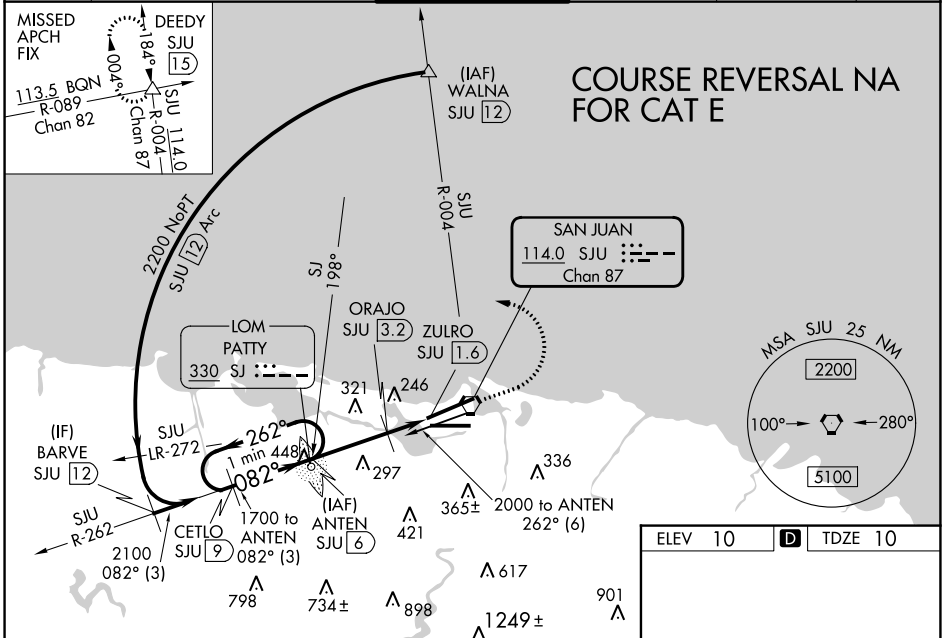 MISSED
APCH
FIX
DEEDY
SJU
15
184°
004°
113.5 BQN
R-089
Chan 82
SJU 114.0
R-004
Chan 87
(IAF)
WALNA
SJU 12
COURSE REVERSAL NA
FOR CAT E
2200 NoPT
SJU 12 Arc
SJU
R-004
SJ
198°
SAN JUAN
114.0 SJU
Chan 87
ORAJO
SJU 3.2
ZULRO
SJU 1.6
LOM
PATTY
330 SJ
MSA SJU 25 NM
2200
100°
280°
5100
321
246
(IF)
BARVE
SJU 12
SJU
LR-272
262°
1 min
082°
448
297
336
365±
2000 to ANTEN
262° (6)
(IAF)
ANTEN
SJU 6
421
SJU
R-262
2100
082° (3)
CETLO
SJU 9
1700 to
ANTEN
082° (3)
798
734±
898
617
1249±
901
ELEV 10
D
TDZE 10